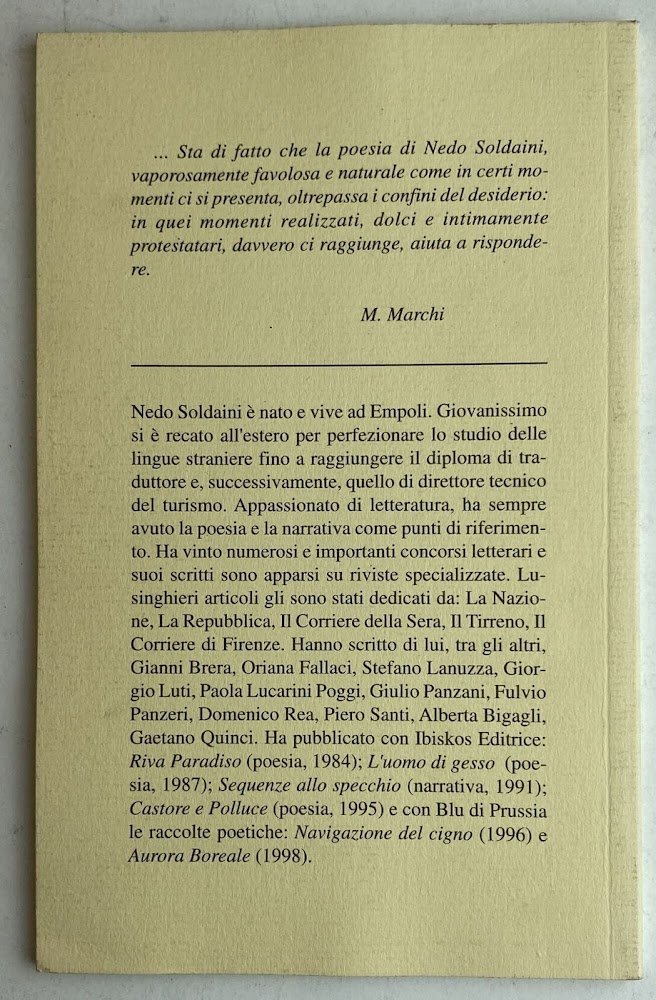 ... Sta di fatto che la poesia di Nedo Soldaini,
vaporosamente favolosa e naturale come in certi mo-
menti ci si presenta, oltrepassa i confini del desiderio:
in quei momenti realizzati, dolci e intimamente
protestatari, davvero ci raggiunge, aiuta a risponde-
re.
M. Marchi
Nedo Soldaini è nato e vive ad Empoli. Giovanissimo
si è recato all'estero per perfezionare lo studio delle
lingue straniere fino a raggiungere il diploma di tra-
duttore e, successivamente, quello di direttore tecnico
del turismo. Appassionato di letteratura, ha sempre
avuto la poesia e la narrativa come punti di riferimen-
to. Ha vinto numerosi e importanti concorsi letterari e
suoi scritti sono apparsi su riviste specializzate. Lu-
singhieri articoli gli sono stati dedicati da: La Nazio-
ne, La Repubblica, Il Corriere della Sera, Il Tirreno, Il
Corriere di Firenze. Hanno scritto di lui, tra gli altri,
Gianni Brera, Oriana Fallaci, Stefano Lanuzza, Gior-
gio Luti, Paola Lucarini Poggi, Giulio Panzani, Fulvio
Panzeri, Domenico Rea, Piero Santi, Alberta Bigagli,
Gaetano Quinci. Ha pubblicato con Ibiskos Editrice:
Riva Paradiso (poesia, 1984); L'uomo di gesso (poe-
sia, 1987); Sequenze allo specchio (narrativa, 1991);
Castore e Polluce (poesia, 1995) e con Blu di Prussia
le raccolte poetiche: Navigazione del cigno (1996) e
Aurora Boreale (1998).